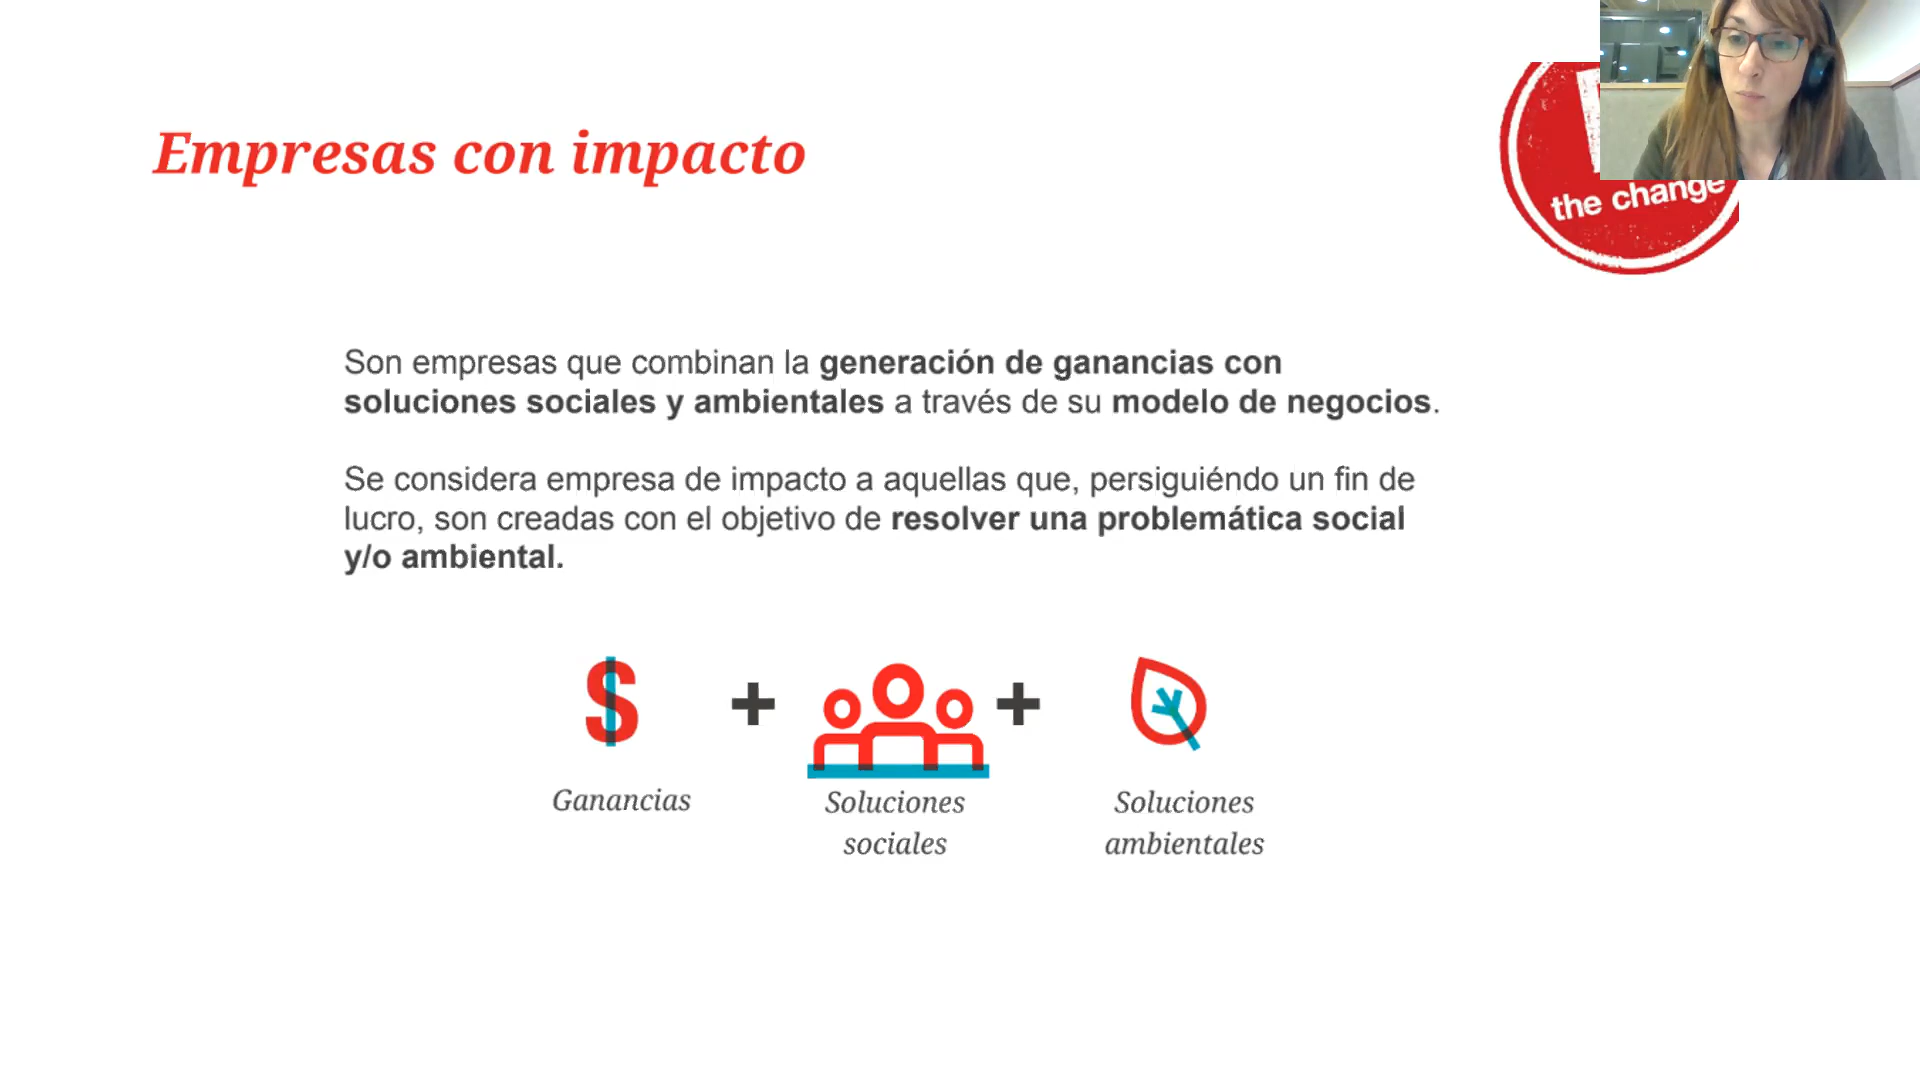 Empresas con impacto
the change
Son empresas que combinan la generación de ganancias con
soluciones sociales y ambientales a través de su modelo de negocios.
Se considera empresa de impacto a aquellas que, persiguiéndo un fin de
lucro, son creadas con el objetivo de resolver una problemática social
y/o ambiental.
$ + +
Ganancias
Soluciones
sociales
Soluciones
ambientales